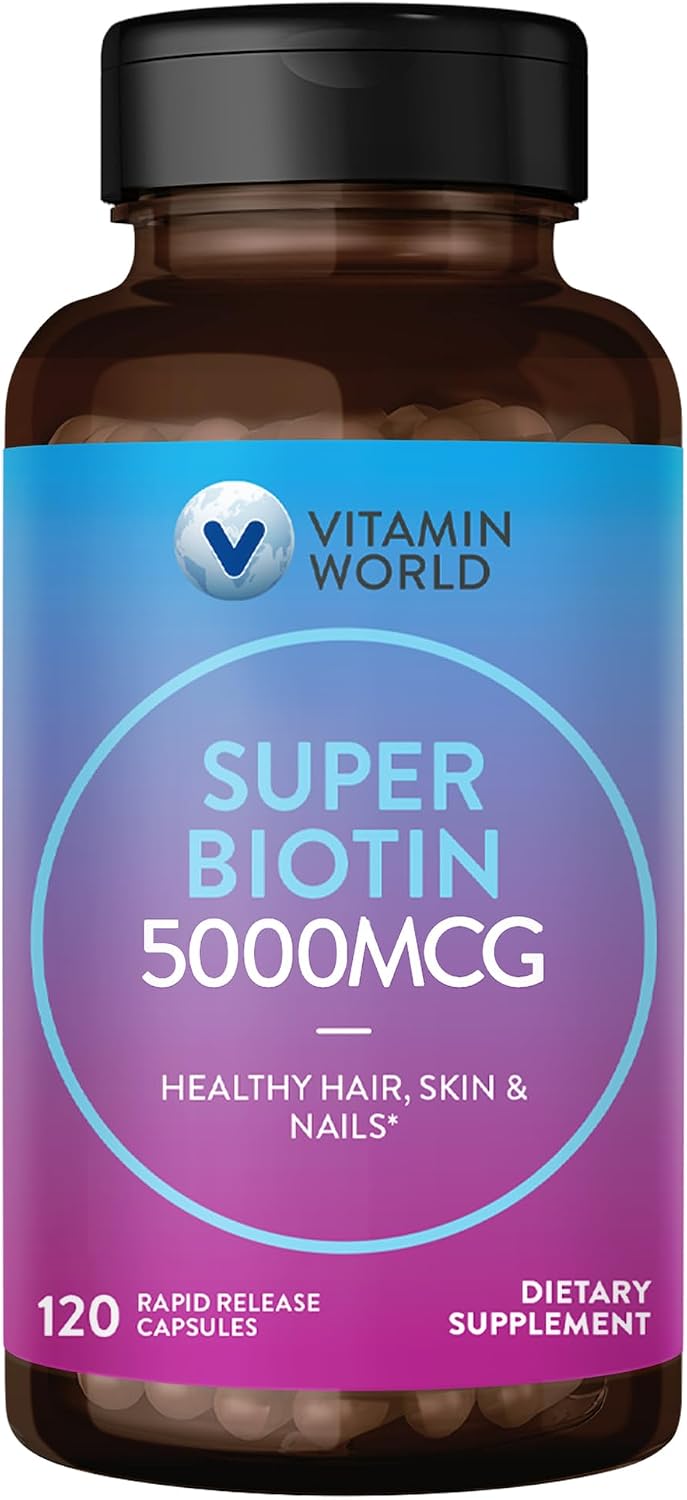 V
VITAMIN
WORLD
SUPER
BIOTIN
5000MCG
HEALTHY HAIR, SKIN &
NAILS*
120 RAPID RELEASE
CAPSULES
DIETARY
SUPPLEMENT